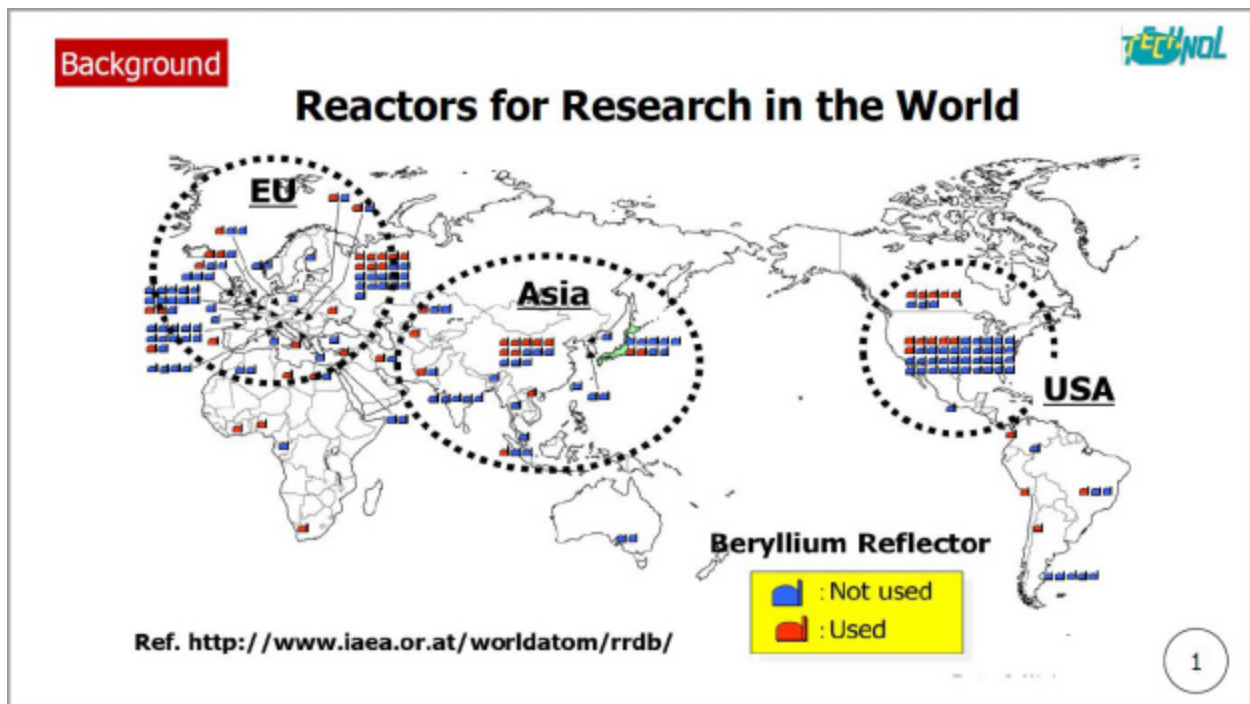 Background
TECHNOL
Reactors for Research in the World
EU
Asia
USA
Beryllium Reflector
: Not used
: Used
Ref. http://www.iaea.or.at/worldatom/rrdb/
1